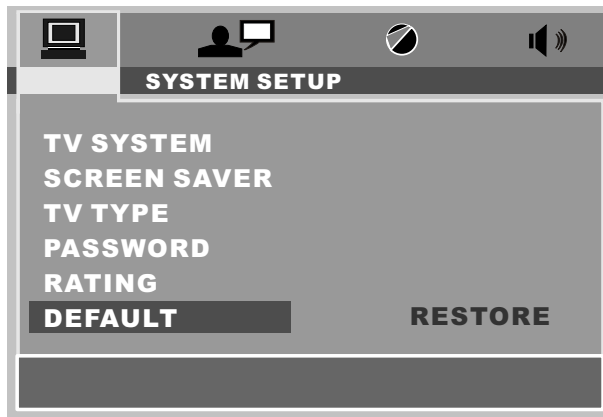 SYSTEM SETUP
TV SYSTEM
SCREEN SAVER
TV TYPE
PASSWORD
RATING
DEFAULT RESTORE